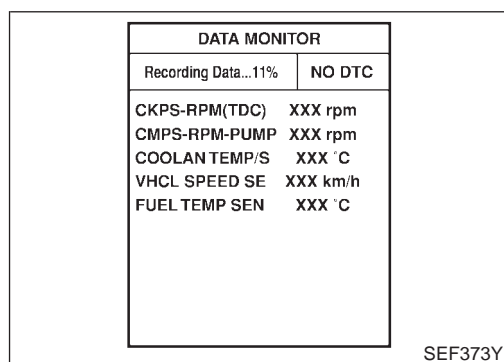 DATA MONITOR
Recording Data...11% NO DTC
CKPS-RPM(TDC) XXX rpm
CMPS-RPM-PUMP XXX rpm
COOLAN TEMP/S XXX °C
VHCL SPEED SE XXX km/h
FUEL TEMP SEN XXX °C
SEF373Y